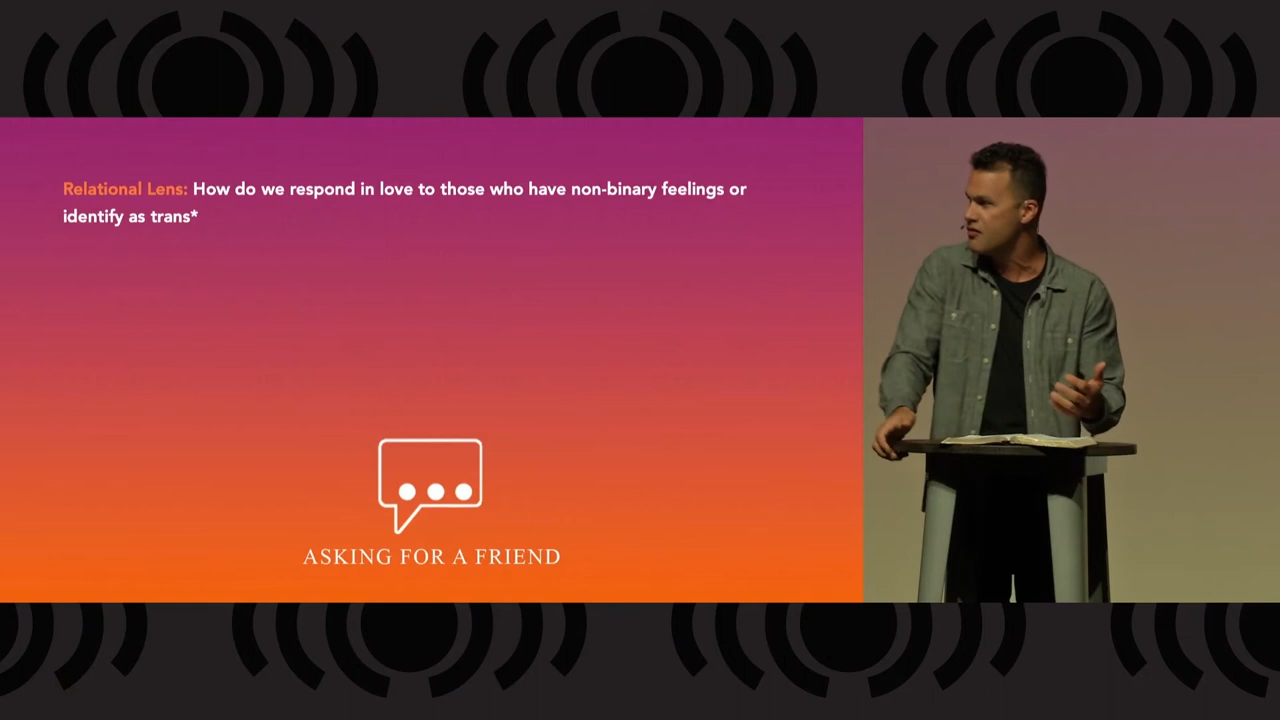 Relational Lens: How do we respond in love to those who have non-binary feelings or
identify as trans*
ASKING FOR A FRIEND